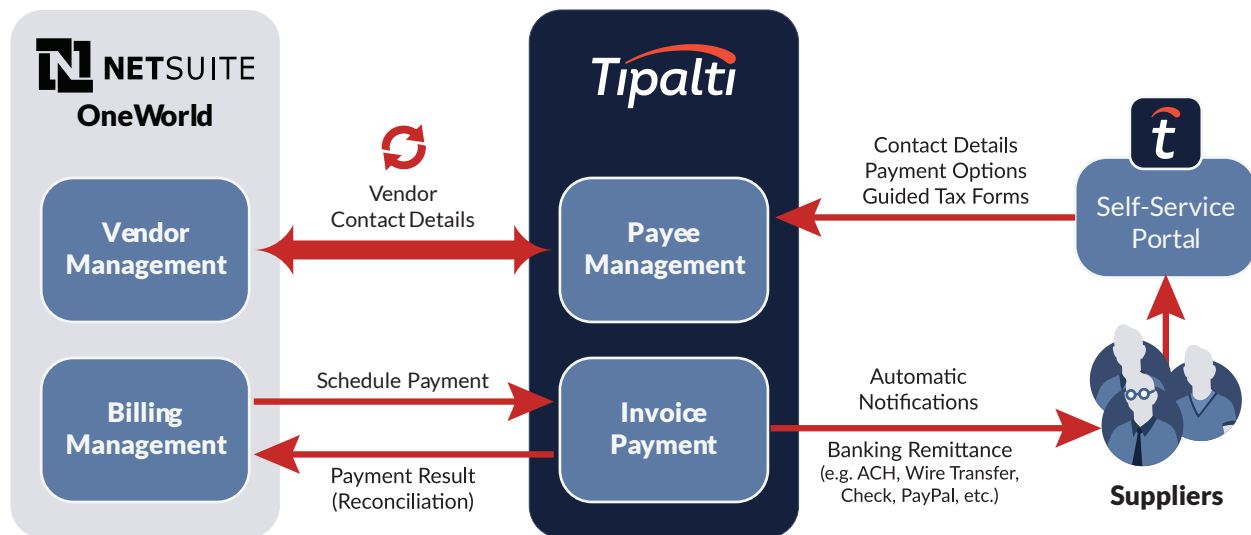 NETSUITE
OneWorld
Tipalti
Vendor
Contact Details
Vendor
Management
Payee
Management
Contact Details
Payment Options
Guided Tax Forms
t
Self-Service
Portal
Billing
Management
Schedule Payment
Payment Result
(Reconciliation)
Invoice
Payment
Automatic
Notifications
Banking Remittance
(e.g. ACH, Wire Transfer,
Check, PayPal, etc.)
Suppliers